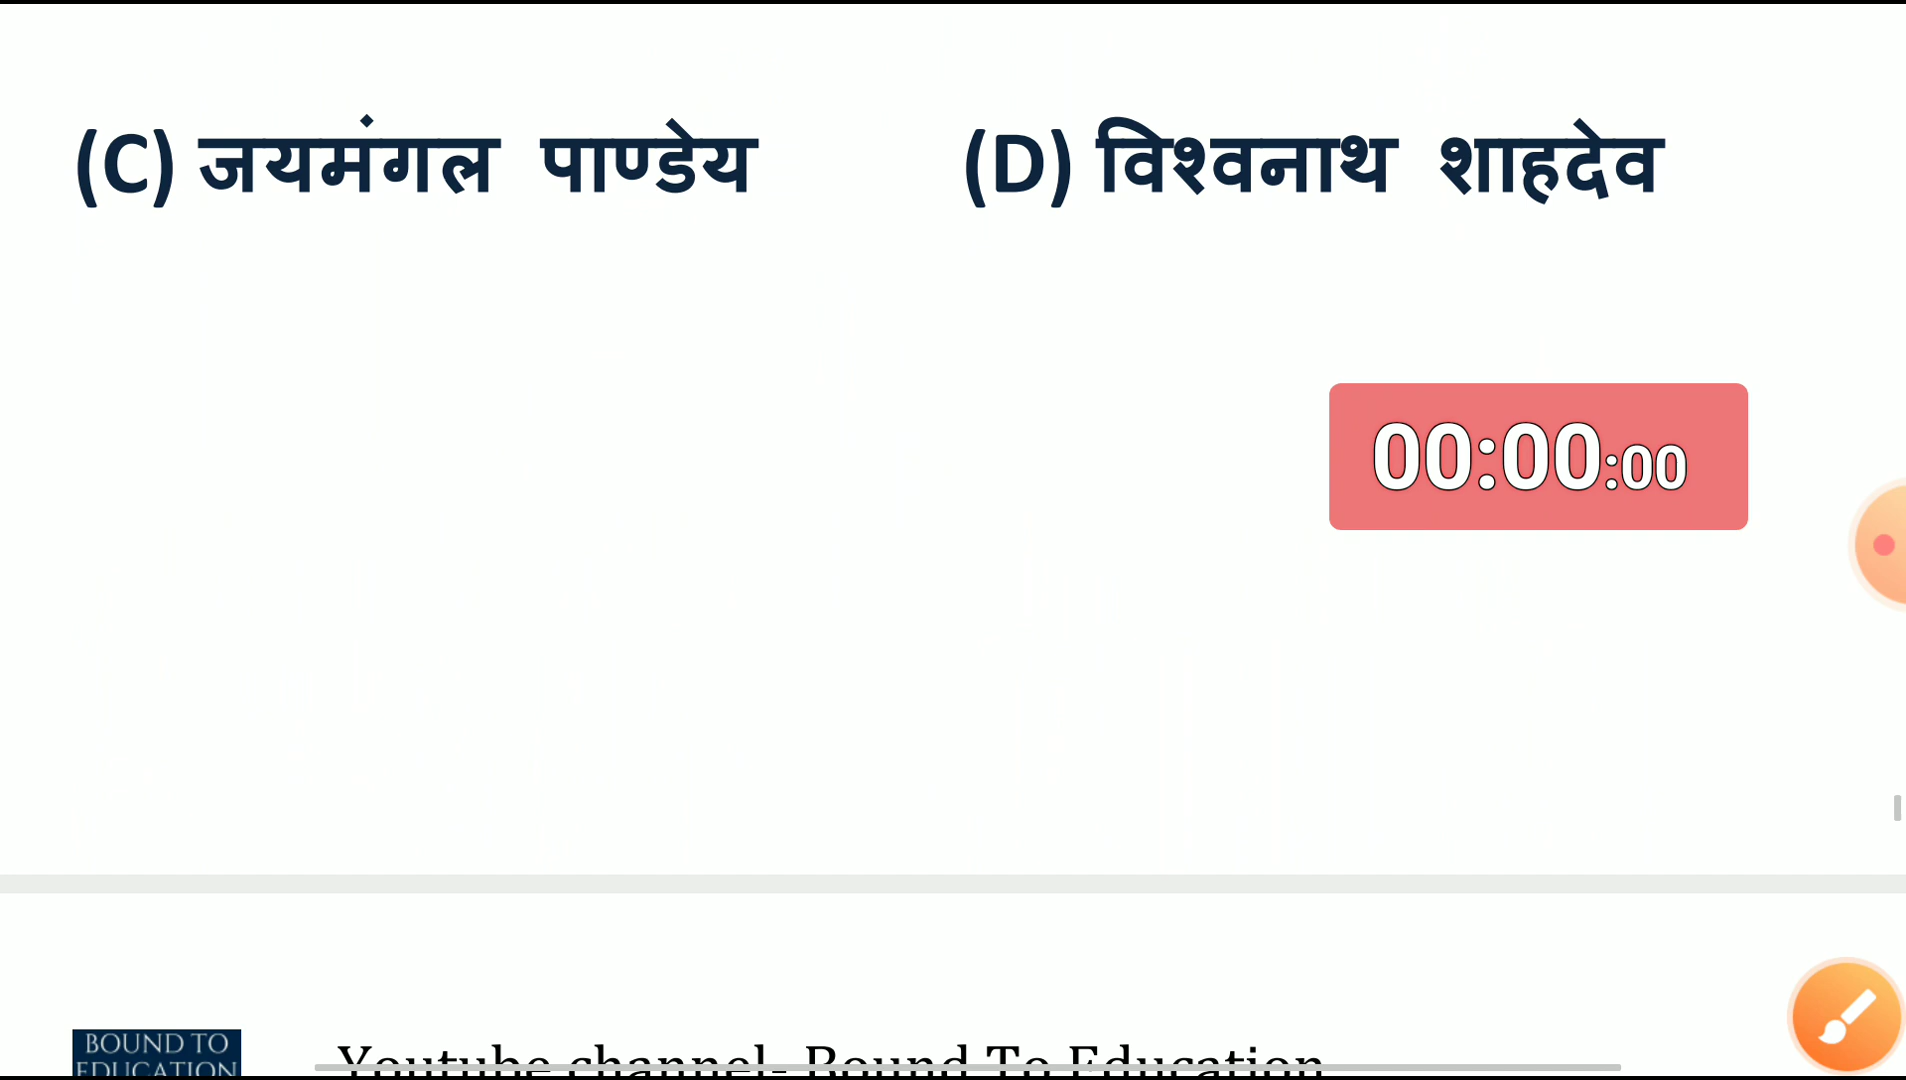 (C) जयमंगल पाण्डेय (D) विश्वनाथ शाहदेव
00:00:00
BOUND TO
EDUCATION
Youtube channel- Bound To Education